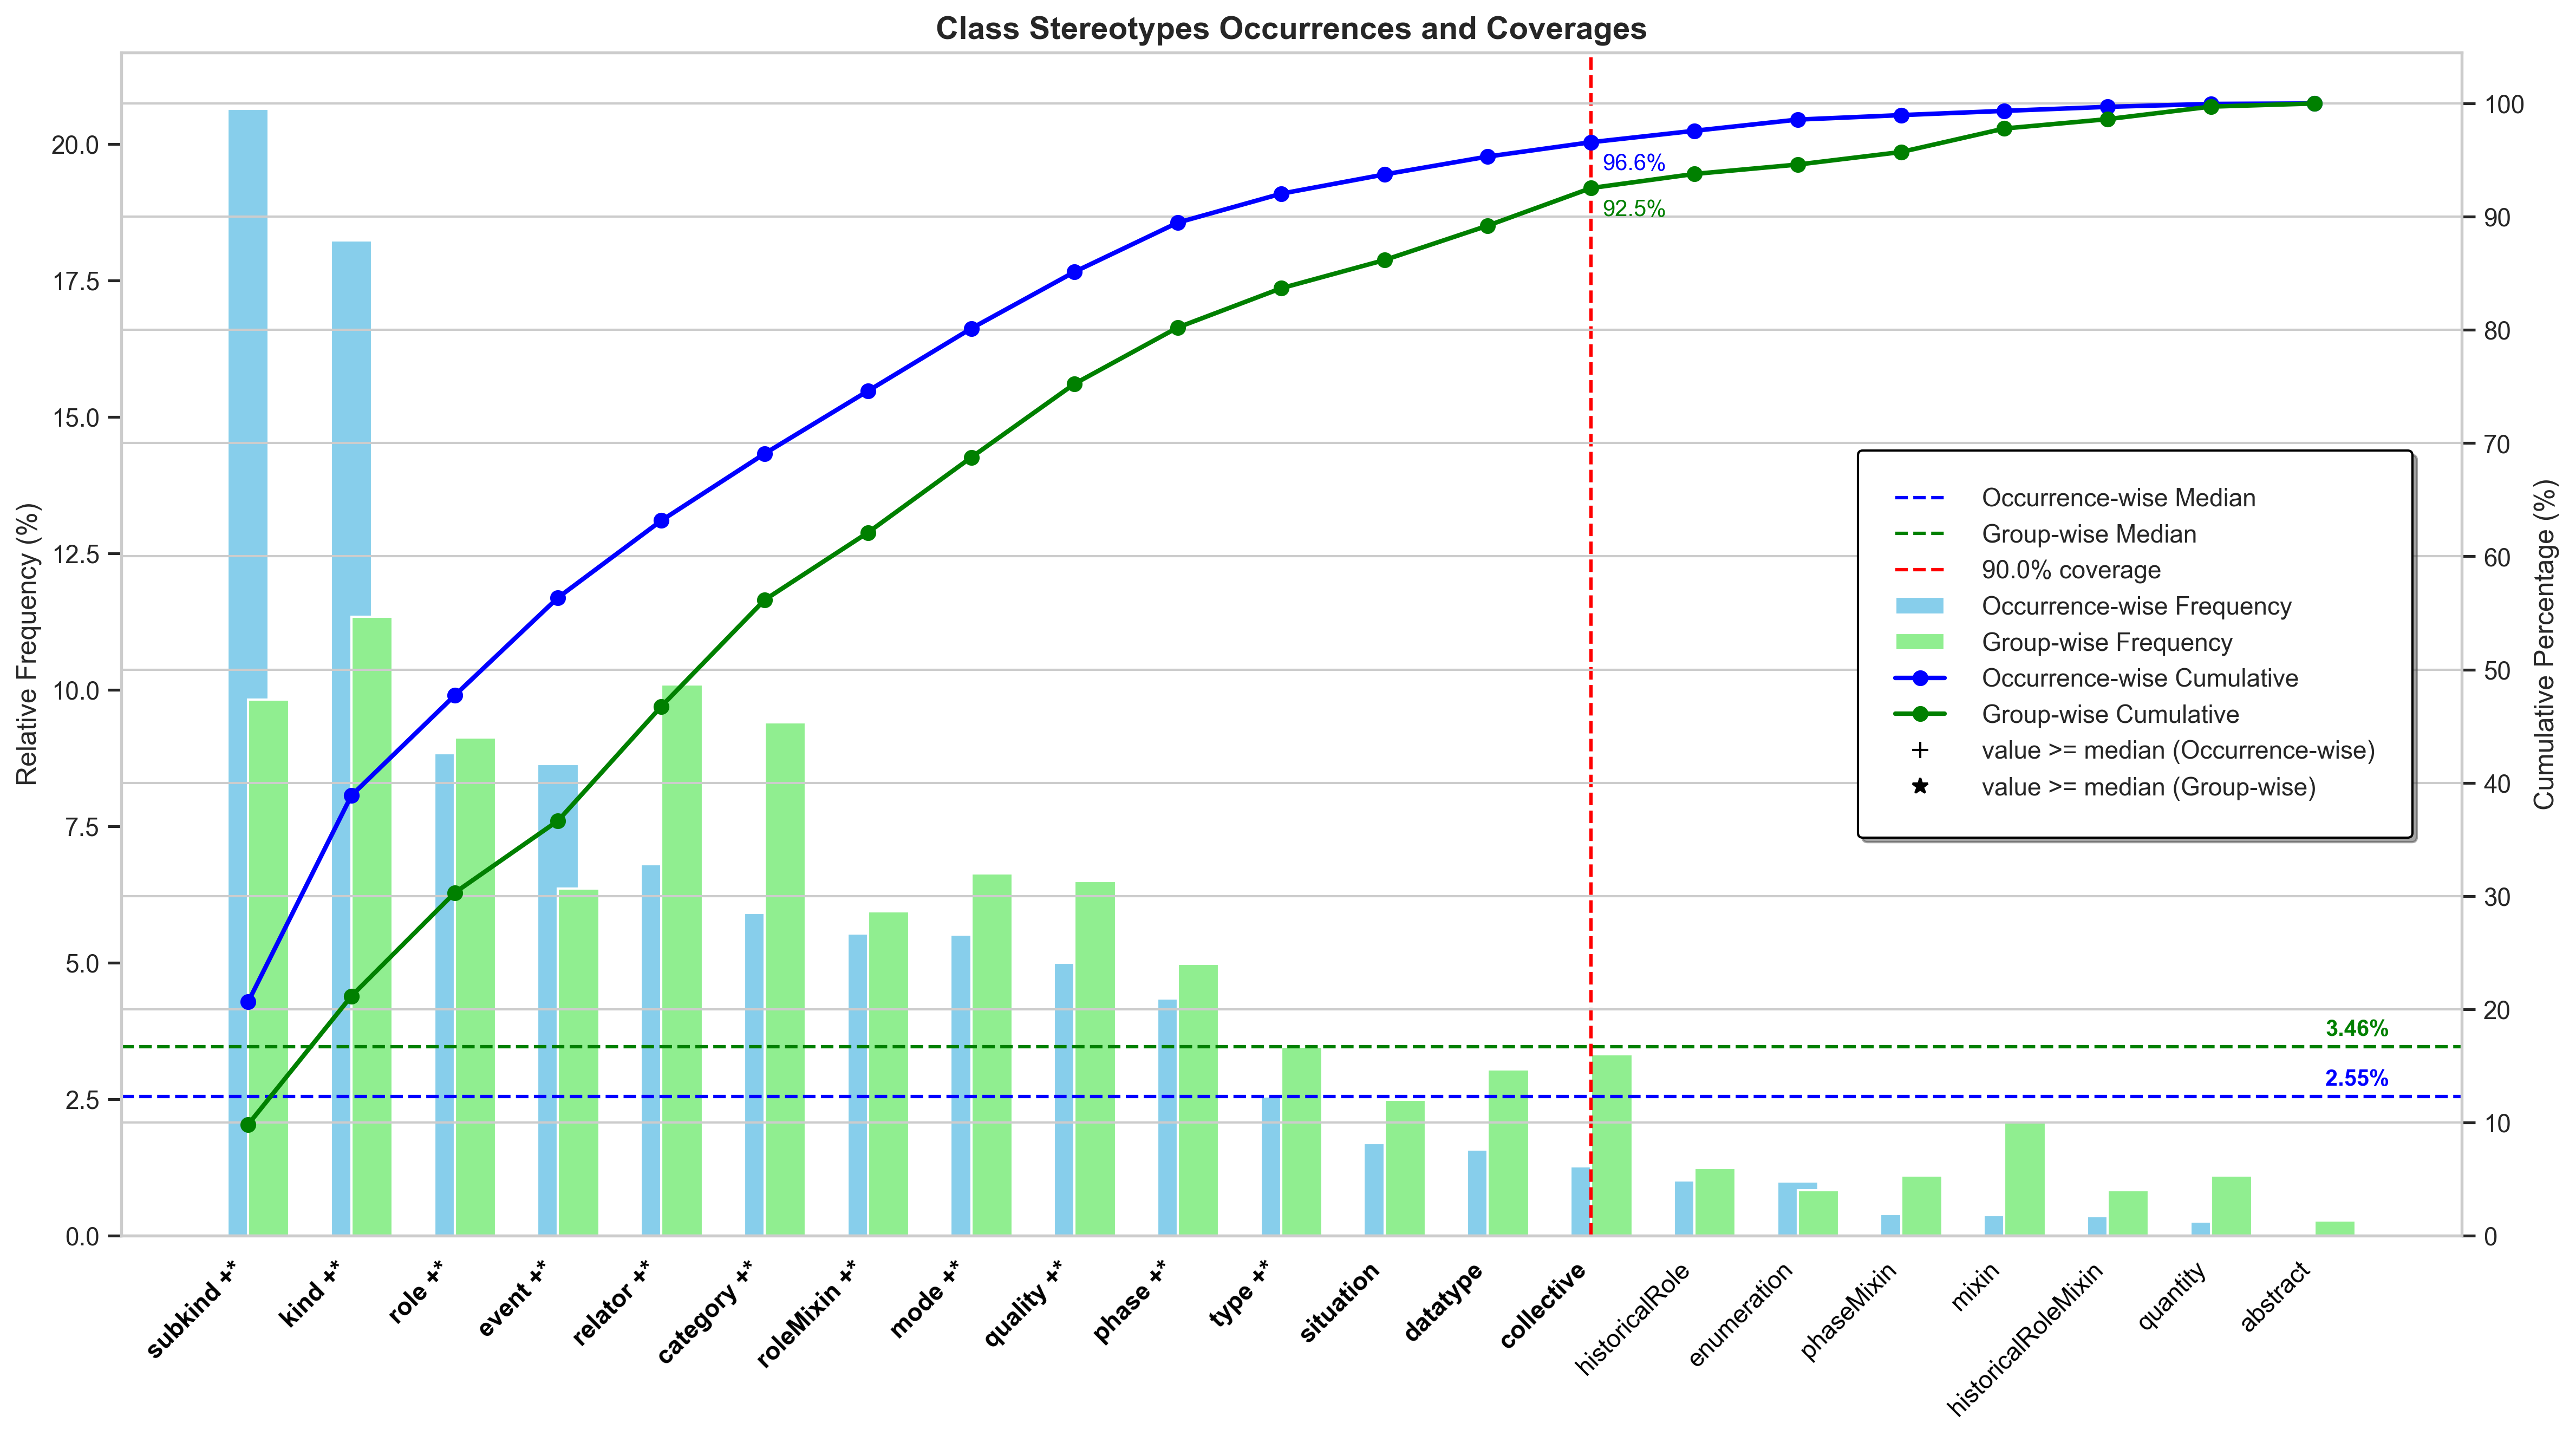 Class Stereotypes Occurrences and Coverages
Relative Frequency (%)
20.0
17.5
15.0
12.5
10.0
7.5
5.0
2.5
0.0
96.6%
92.5%
3.46%
2.55%
Occurrence-wise Median
Group-wise Median
90.0% coverage
Occurrence-wise Frequency
Group-wise Frequency
Occurrence-wise Cumulative
Group-wise Cumulative
value >= median (Occurrence-wise)
value >= median (Group-wise)
100
90
80
70
60
50
40
30
20
10
0
Cumulative Percentage (%)
subkind +*
kind +*
role +*
event +*
relator +*
category +*
roleMixin +*
mode +*
quality +*
phase +*
type +*
situation
datatype
collective
historicalRole
enumeration
phaseMixin
mixin
historicalRoleMixin
quantity
abstract